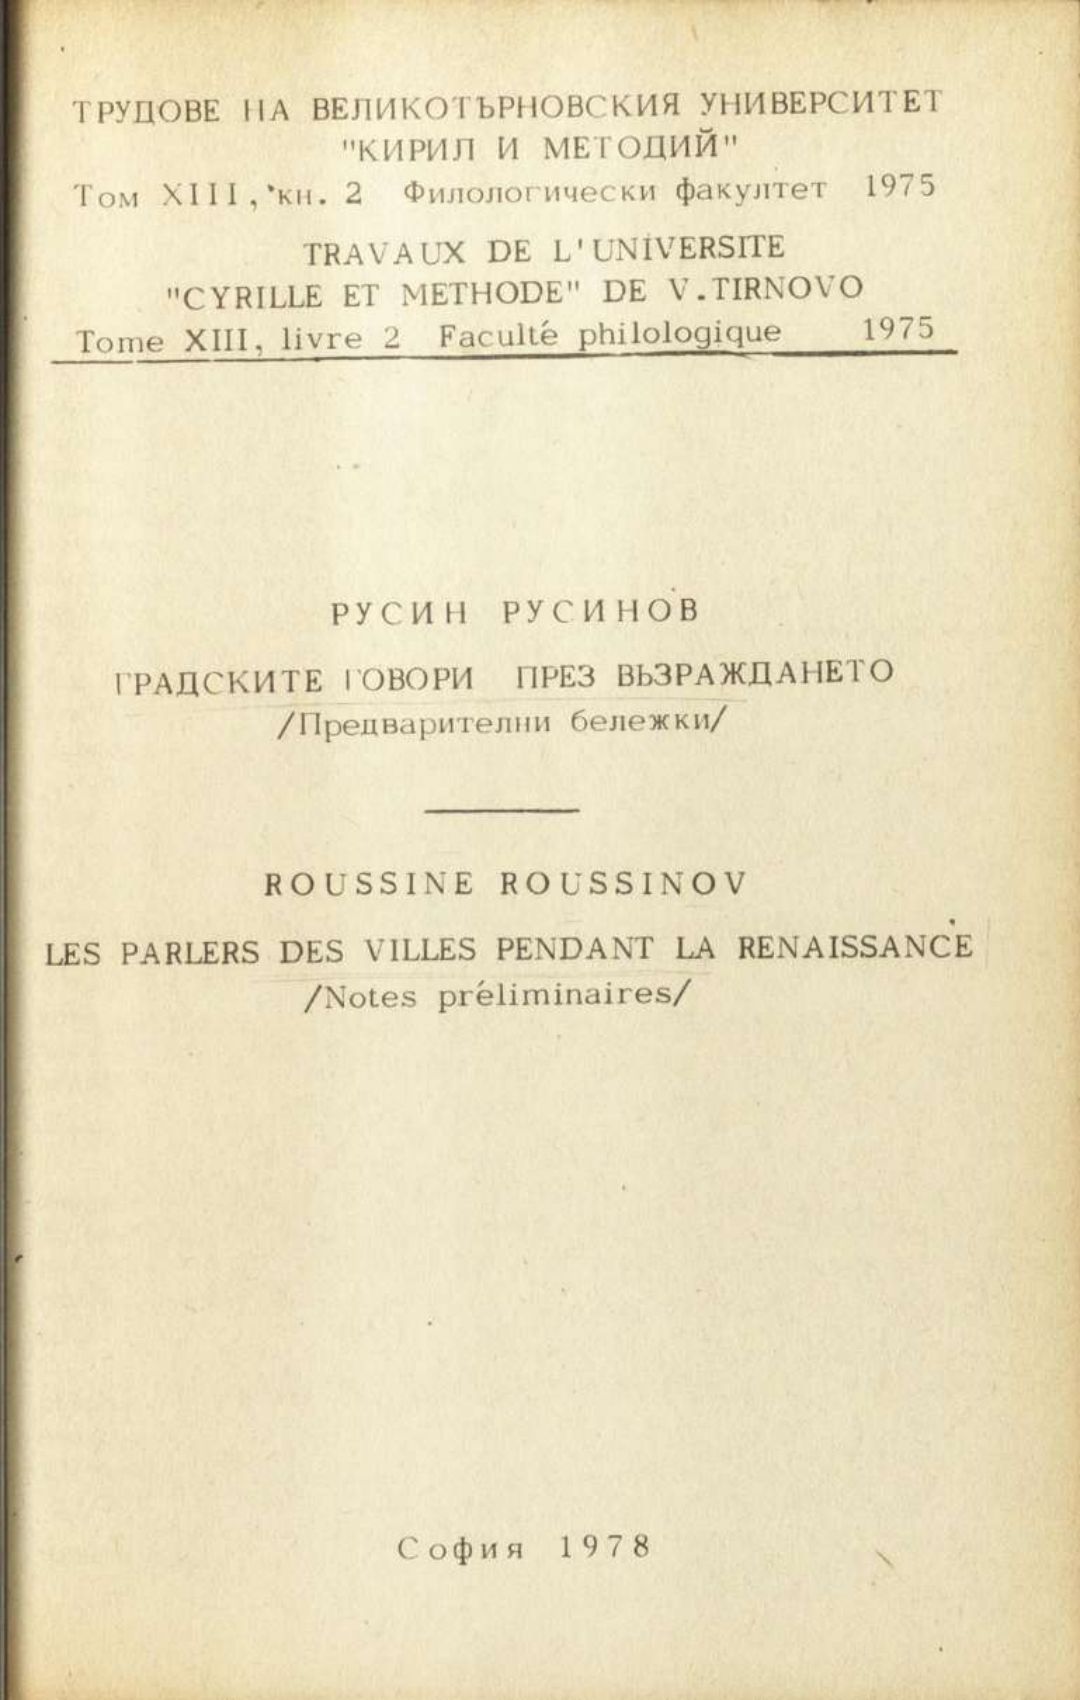 ТРУДОВЕ НА ВЕЛИКОТЪРНОВСКИЯ УНИВЕРСИТЕТ
"КИРИЛ И МЕТОДИЙ"
Том XIII, кн. 2 Филологически факултет 1975
TRAVAUX DE L'UNIVERSITE
"CYRILLE ET METHODE" DE V.TIRNOVO
Tome XIII, livre 2 Faculté philologique 1975
РУСИН РУСИНОВ
ГРАДСКИТЕ ГОВОРИ ПРЕЗ ВЪЗРАЖДАНЕТО
/Предварителни бележки/
ROUSSINE ROUSSINOV
LES PARLERS DES VILLES PENDANT LA RENAISSANCE
/Notes préliminaires/
София 1978